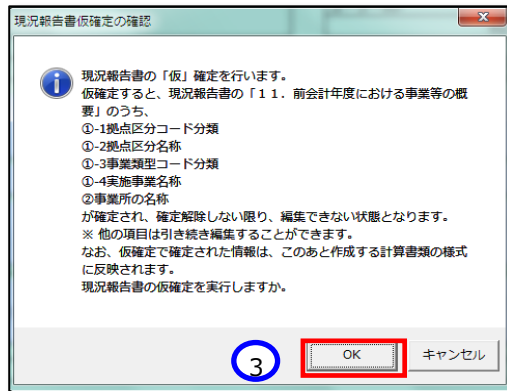 現況報告書仮確定の確認
現況報告書の「仮」確定を行います。
仮確定すると、現況報告書の「１１．前会計年度における事業等の概
要」のうち、
①-1拠点区分コード分類
①-2拠点区分名称
①-3事業類型コード分類
①-4実施事業名称
②事業所の名称
が確定され、確定解除しない限り、編集できない状態となります。
※ 他の項目は引き続き編集することができます。
なお、仮確定で確定された情報は、このあと作成する計算書類の様式
に反映されます。
現況報告書の仮確定を実行しますか。
3
OK
キャンセル